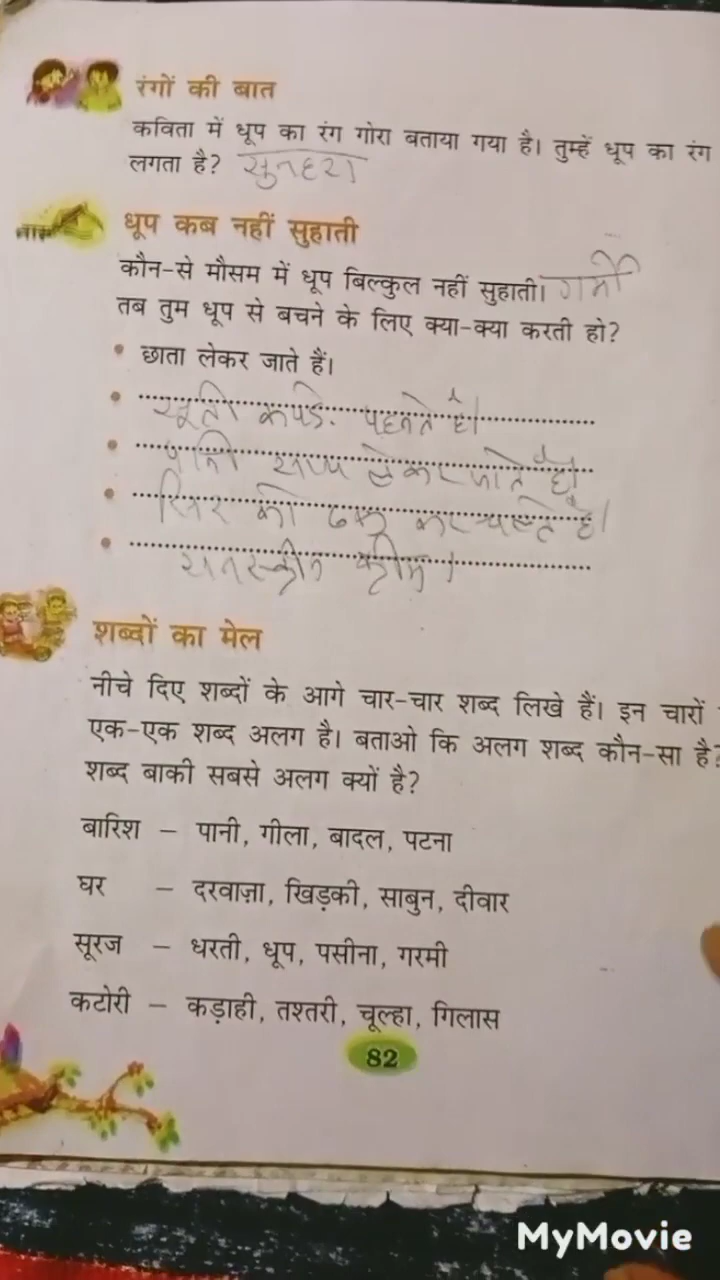 रंगों की बात
कविता में धूप का रंग गोरा बताया गया है। तुम्हें धूप का रंग
लगता है? सुनहरा
धूप कब नहीं सुहाती
कौन-से मौसम में धूप बिल्कुल नहीं सुहाती। गर्मी
तब तुम धूप से बचने के लिए क्या-क्या करती हो?
• छाता लेकर जाते हैं।
• सूती कपडे. पहनते हैं।
• पानी साथ लेकर जाते हैं।
• सिर को ढक कर चलते हैं।
• सनस्क्रीन क्रीम।
शब्दों का मेल
नीचे दिए शब्दों के आगे चार-चार शब्द लिखे हैं। इन चारों
एक-एक शब्द अलग है। बताओ कि अलग शब्द कौन-सा है?
शब्द बाकी सबसे अलग क्यों है?
बारिश – पानी, गीला, बादल, पटना
घर – दरवाज़ा, खिड़की, साबुन, दीवार
सूरज – धरती, धूप, पसीना, गरमी
कटोरी – कड़ाही, तश्तरी, चूल्हा, गिलास
82
MyMovie